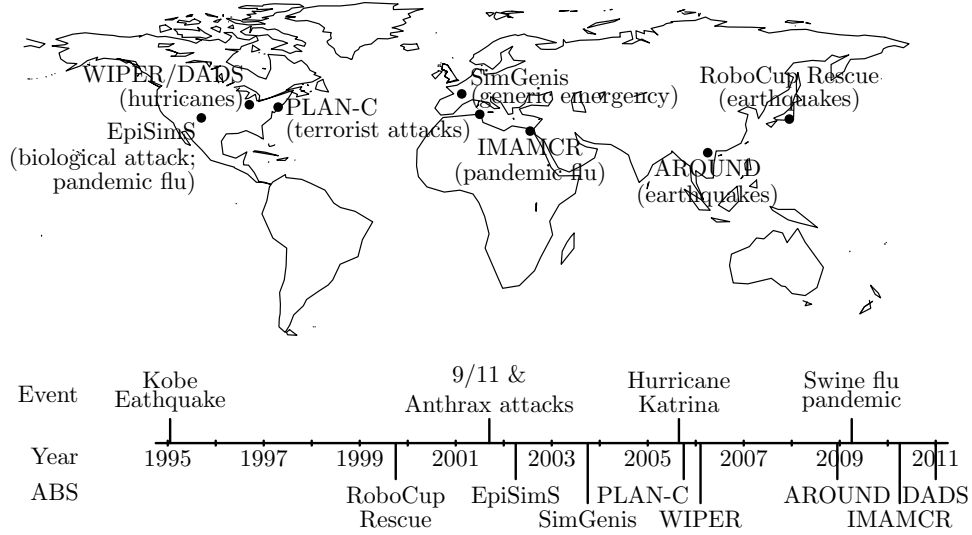 WIPER/DADS
(hurricanes)
PLAN-C
(terrorist attacks)
EpiSimS
(biological attack;
pandemic flu)
SimGenis
(generic emergency)
IMAMCR
(pandemic flu)
RoboCup Rescue
(earthquakes)
AROUND
(earthquakes)
Event
Kobe
Eathquake
9/11 &
Anthrax attacks
Hurricane
Katrina
Swine flu
pandemic
Year
1995 1997 1999 2001 2003 2005 2007 2009 2011
ABS
RoboCup
Rescue
EpiSimS
SimGenis
PLAN-C
WIPER
AROUND
IMAMCR
DADS